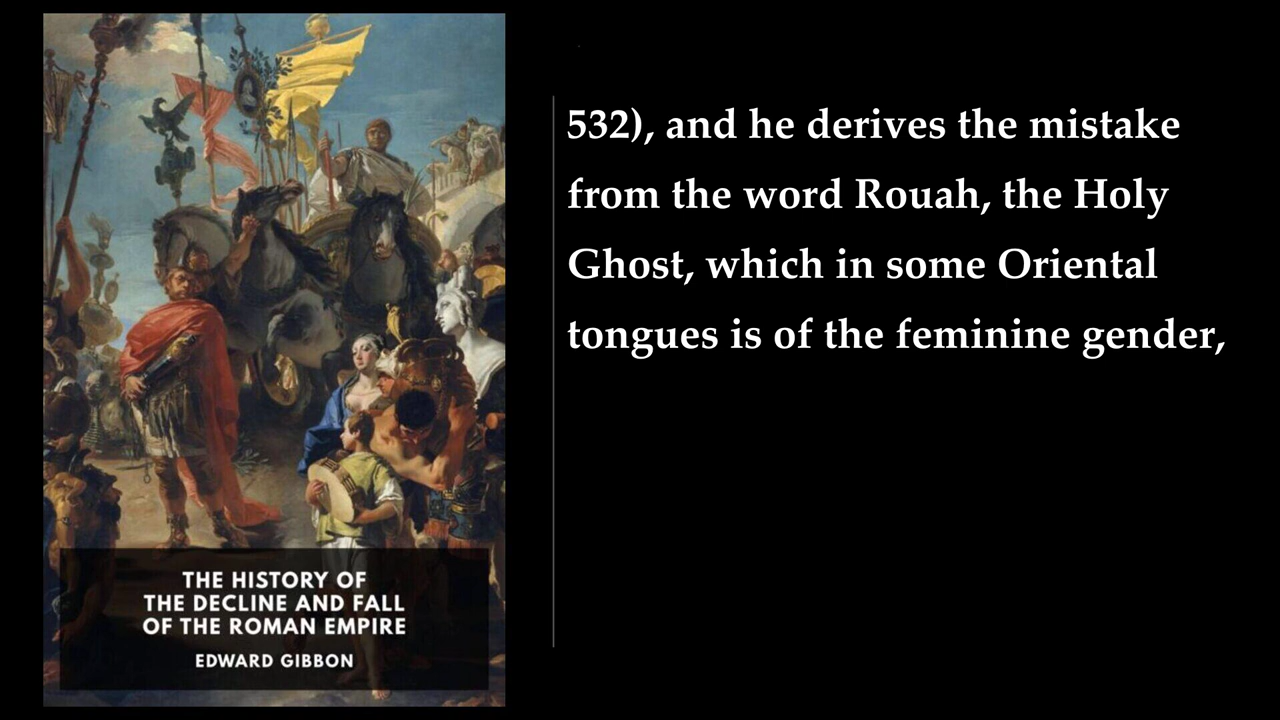 THE HISTORY OF
THE DECLINE AND FALL
OF THE ROMAN EMPIRE
EDWARD GIBBON
532), and he derives the mistake
from the word Rouah, the Holy
Ghost, which in some Oriental
tongues is of the feminine gender,